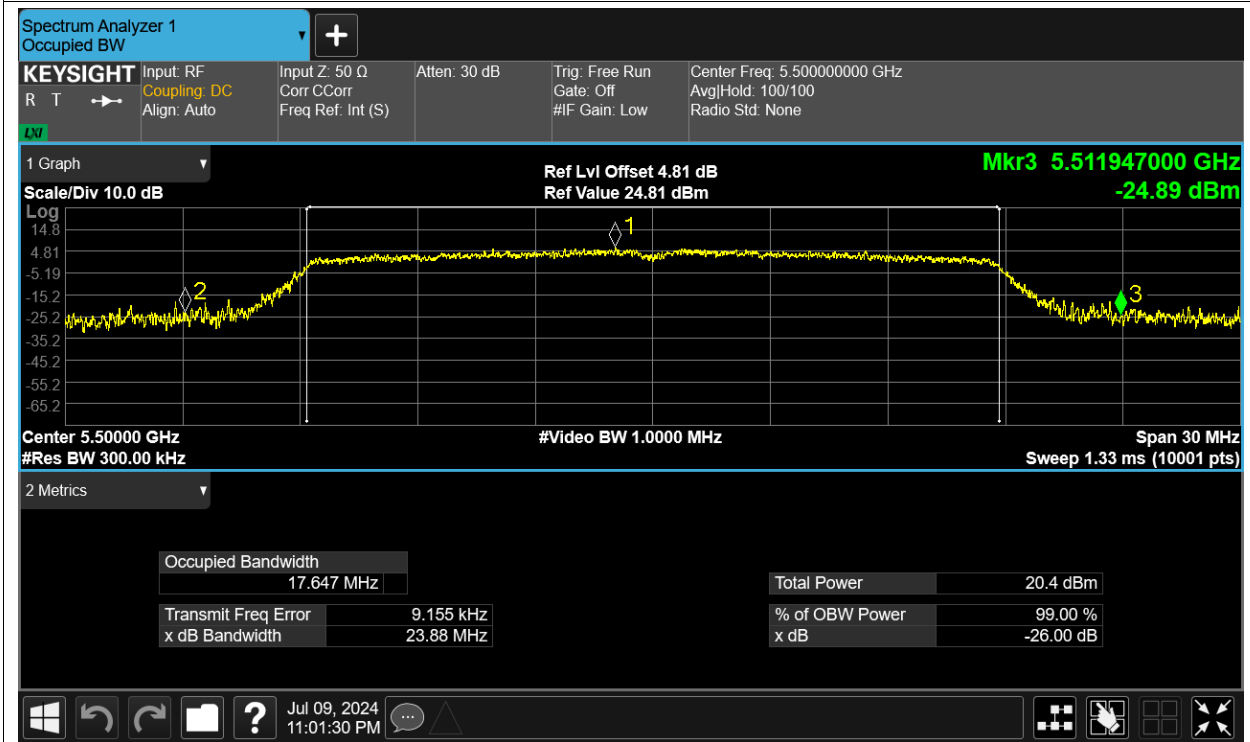 Spectrum Analyzer 1
Occupied BW
KEYSIGHT
R T
LXI
Input: RF
Coupling: DC
Align: Auto
Input Z: 50 Ω
Corr CCorr
Freq Ref: Int (S)
Atten: 30 dB
Trig: Free Run
Gate: Off
#IF Gain: Low
Center Freq: 5.500000000 GHz
Avg|Hold: 100/100
Radio Std: None
1 Graph
Scale/Div 10.0 dB
Ref Lvl Offset 4.81 dB
Ref Value 24.81 dBm
Mkr3 5.511947000 GHz
-24.89 dBm
Log
14.8
4.81
-5.19
-15.2
-25.2
-35.2
-45.2
-55.2
-65.2
1
2
3
Center 5.50000 GHz
#Video BW 1.0000 MHz
Span 30 MHz
#Res BW 300.00 kHz
Sweep 1.33 ms (10001 pts)
2 Metrics
Occupied Bandwidth
17.647 MHz
Transmit Freq Error 9.155 kHz
x dB Bandwidth 23.88 MHz
Total Power 20.4 dBm
% of OBW Power 99.00 %
x dB -26.00 dB
?
Jul 09, 2024
11:01:30 PM